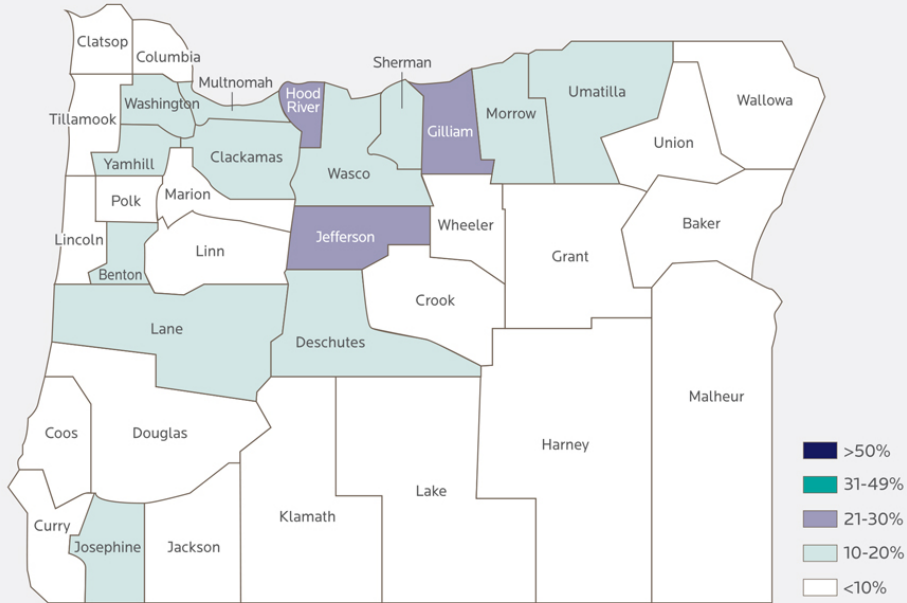 Clatsop
Columbia
Multnomah
Sherman
Tillamook
Washington
Hood
River
Gilliam
Morrow
Umatilla
Wallowa
Union
Yamhill
Clackamas
Wasco
Polk
Marion
Lincoln
Benton
Linn
Jefferson
Wheeler
Grant
Baker
Crook
Lane
Deschutes
Malheur
Coos
Douglas
Harney
Lake
Klamath
Curry
Josephine
Jackson
>50%
31-49%
21-30%
10-20%
<10%